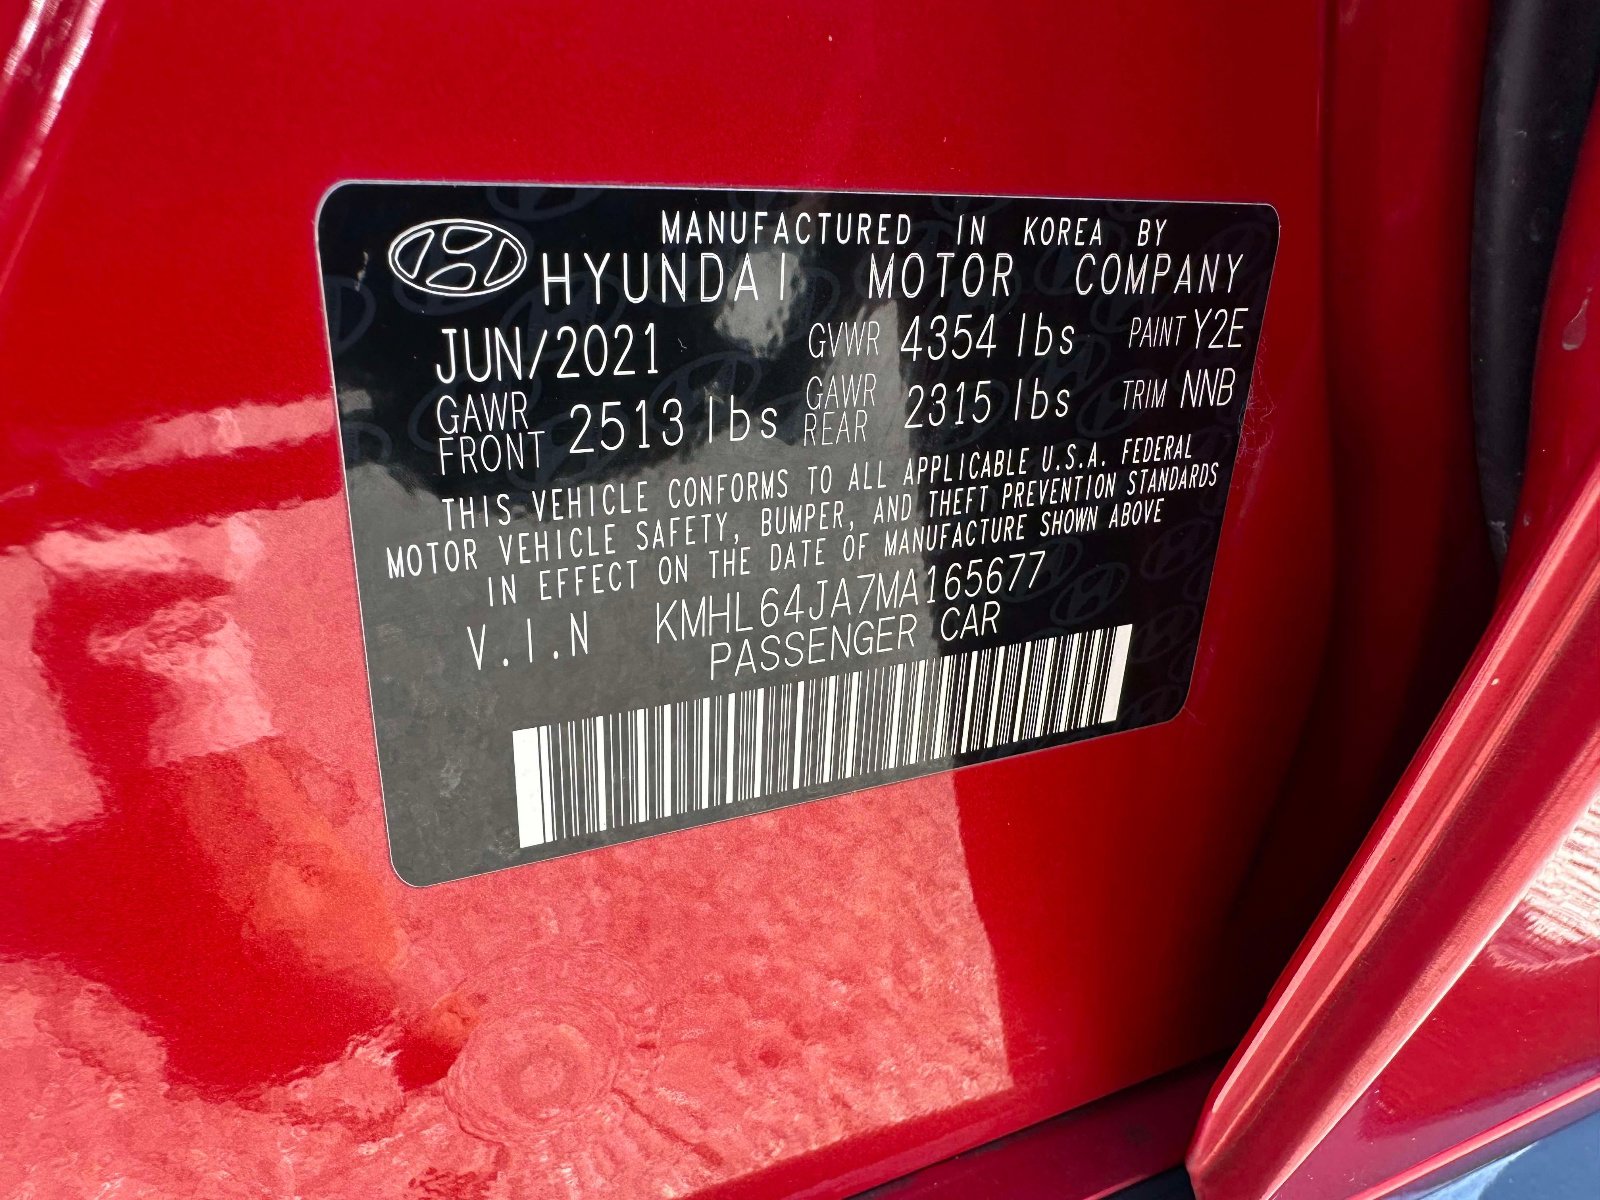 MANUFACTURED IN KOREA BY
HYUNDAI MOTOR COMPANY
JUN/2021 GVWR 4354 lbs PAINT Y2E
GAWR FRONT 2513 lbs GAWR REAR 2315 lbs TRIM NNB
THIS VEHICLE CONFORMS TO ALL APPLICABLE U.S.A. FEDERAL
MOTOR VEHICLE SAFETY, BUMPER, AND THEFT PREVENTION STANDARDS
IN EFFECT ON THE DATE OF MANUFACTURE SHOWN ABOVE
V.I.N KMHL64JA7MA165677
PASSENGER CAR